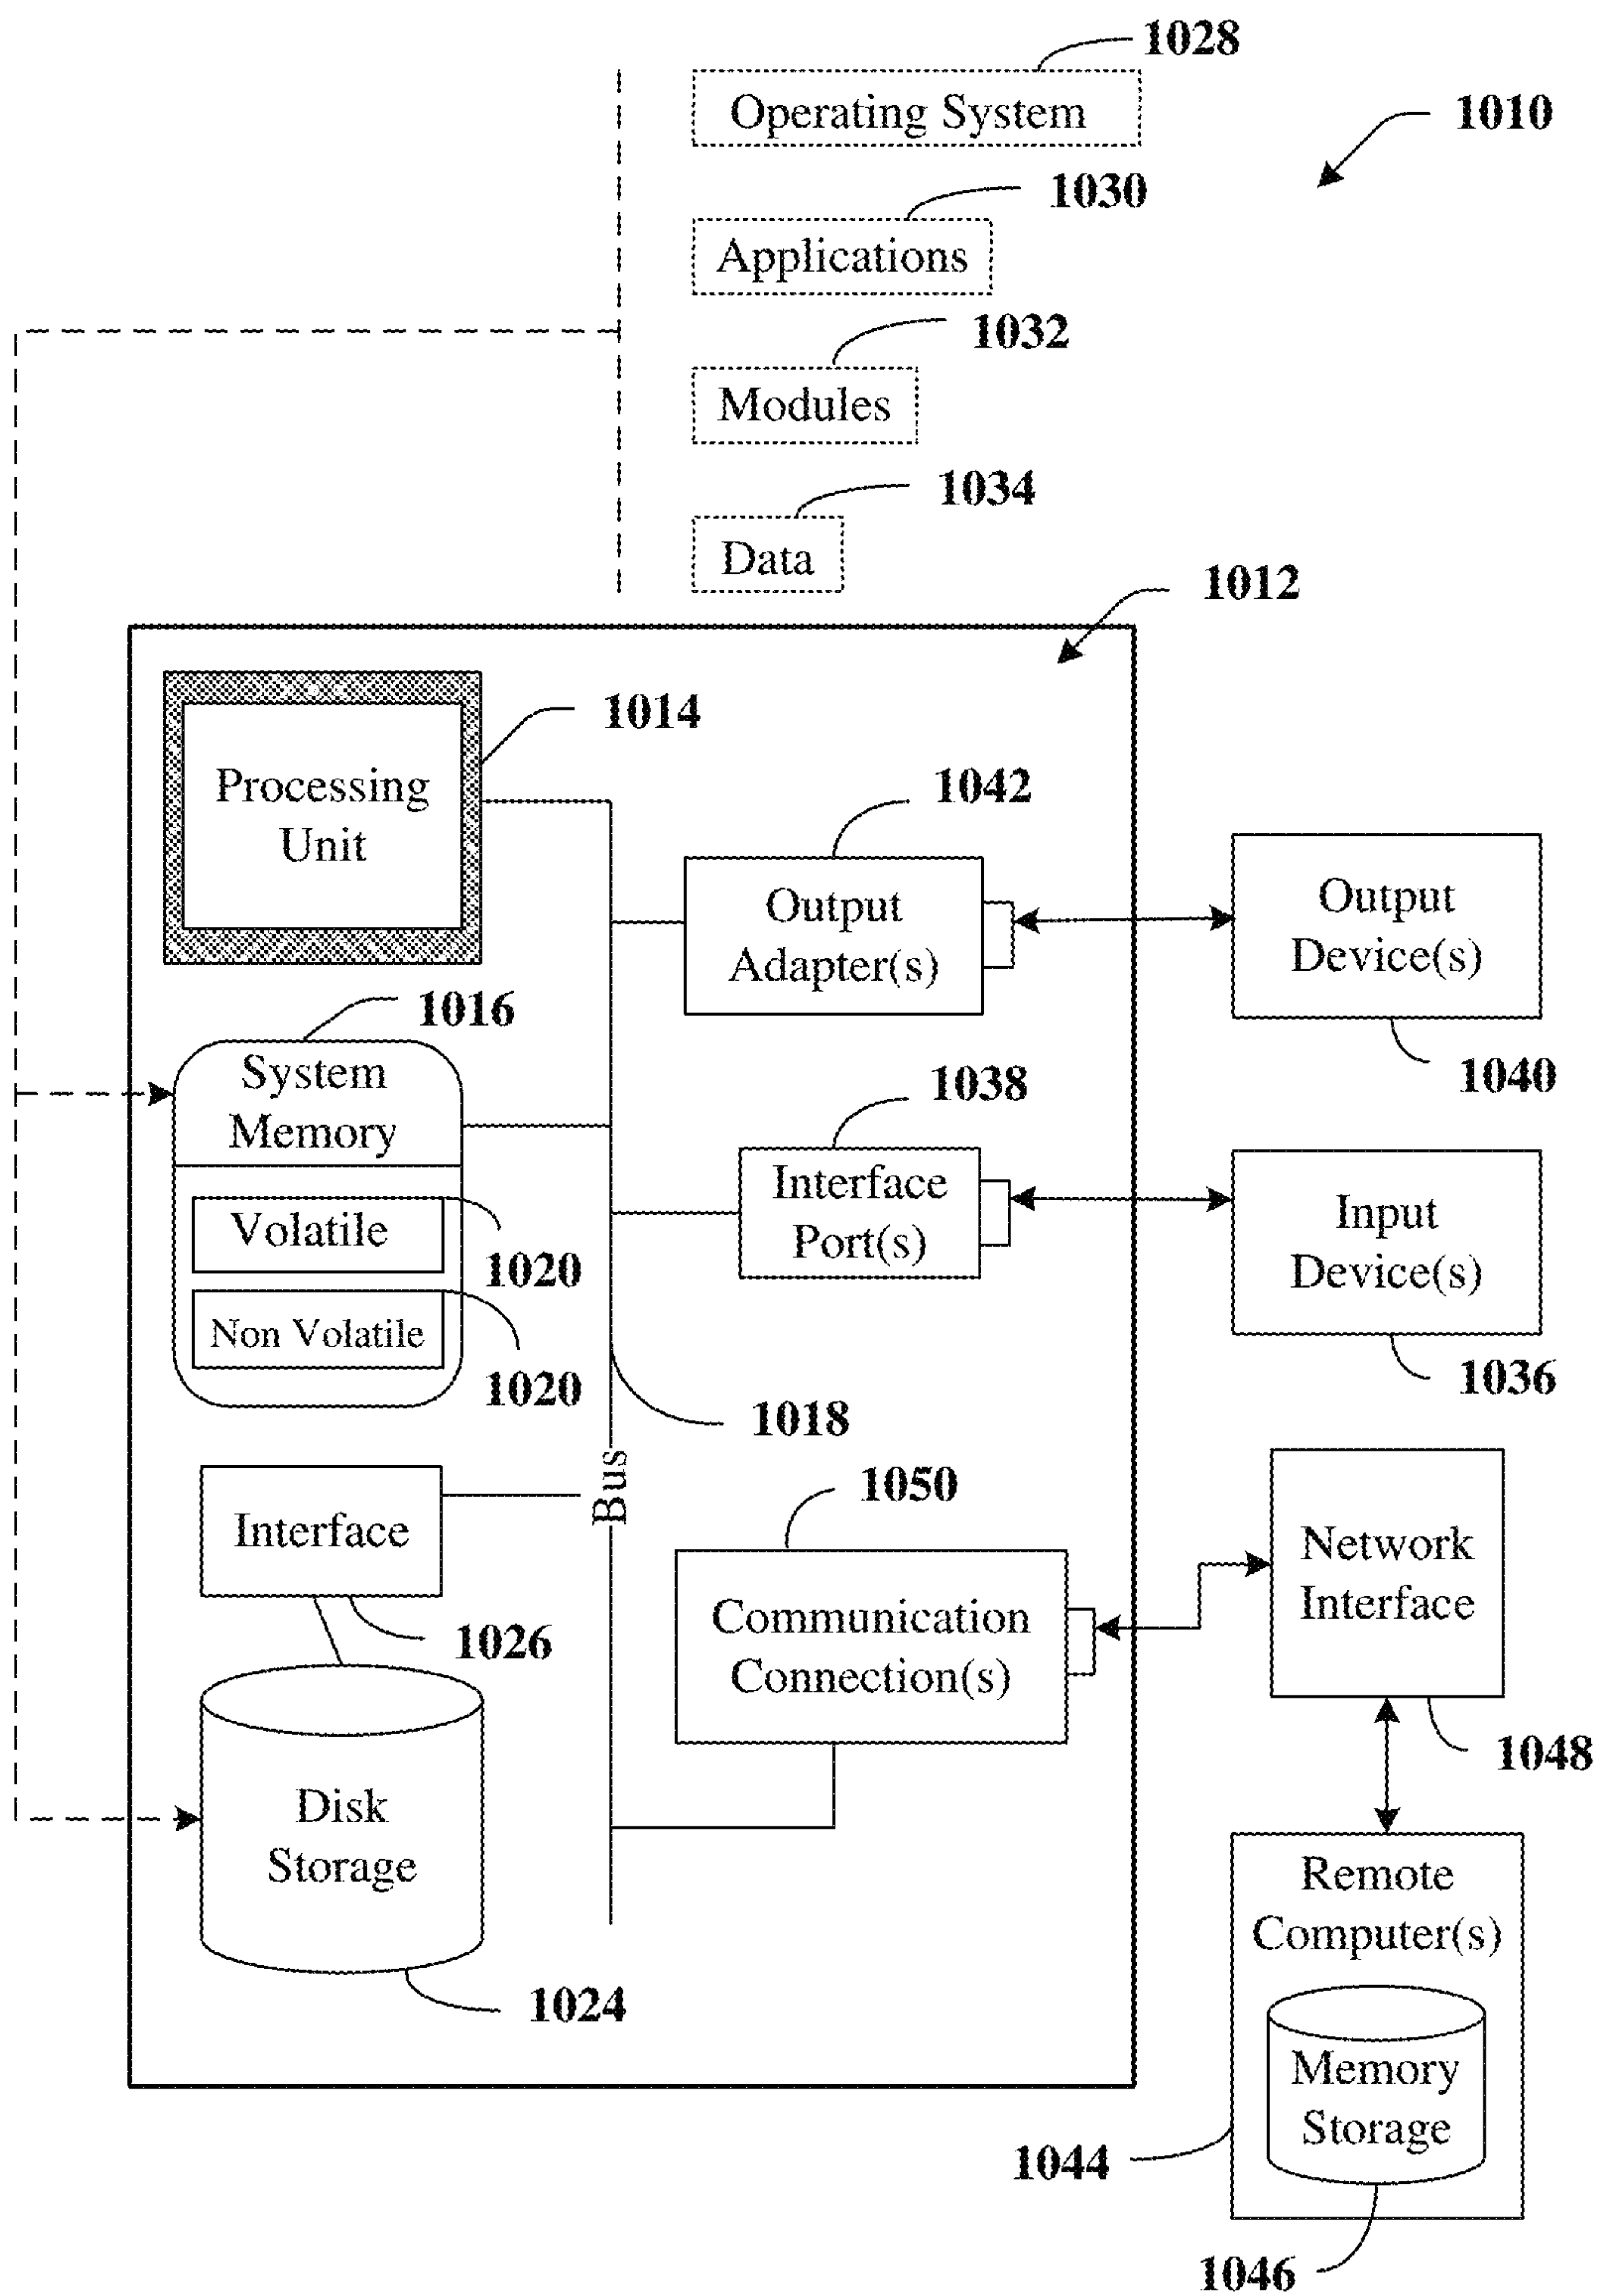 1028
Operating System
1010
1030
Applications
1032
Modules
1034
Data
1012
1014
Processing
Unit
1042
Output
Adapter(s)
Output
Device(s)
1040
1016
System
Memory
1038
Interface
Port(s)
Input
Device(s)
1036
Volatile
1020
Non Volatile
1020
1018
Bus
Interface
1026
1050
Communication
Connection(s)
Network
Interface
1048
Disk
Storage
1024
Remote
Computer(s)
Memory
Storage
1044
1046